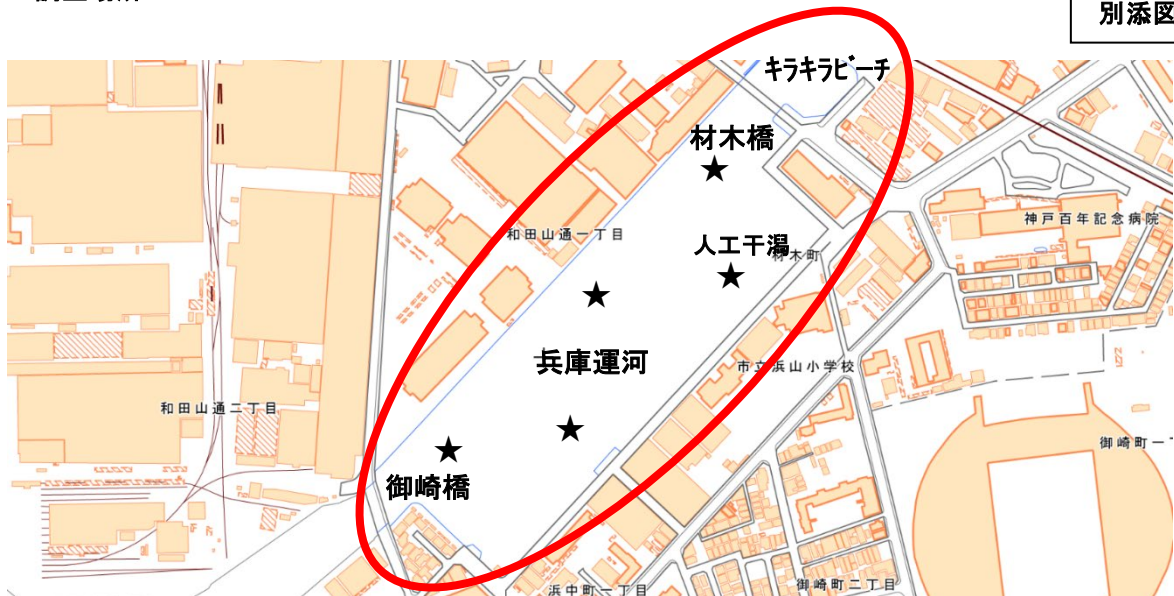 別添図
キラキラビーチ
材木橋
神戸百年記念病院
和田山通一丁目
人工干潟
材木町
兵庫運河
市立浜山小学校
和田山通二丁目
御崎町一丁
御崎橋
浜中町一丁目
御崎町二丁目